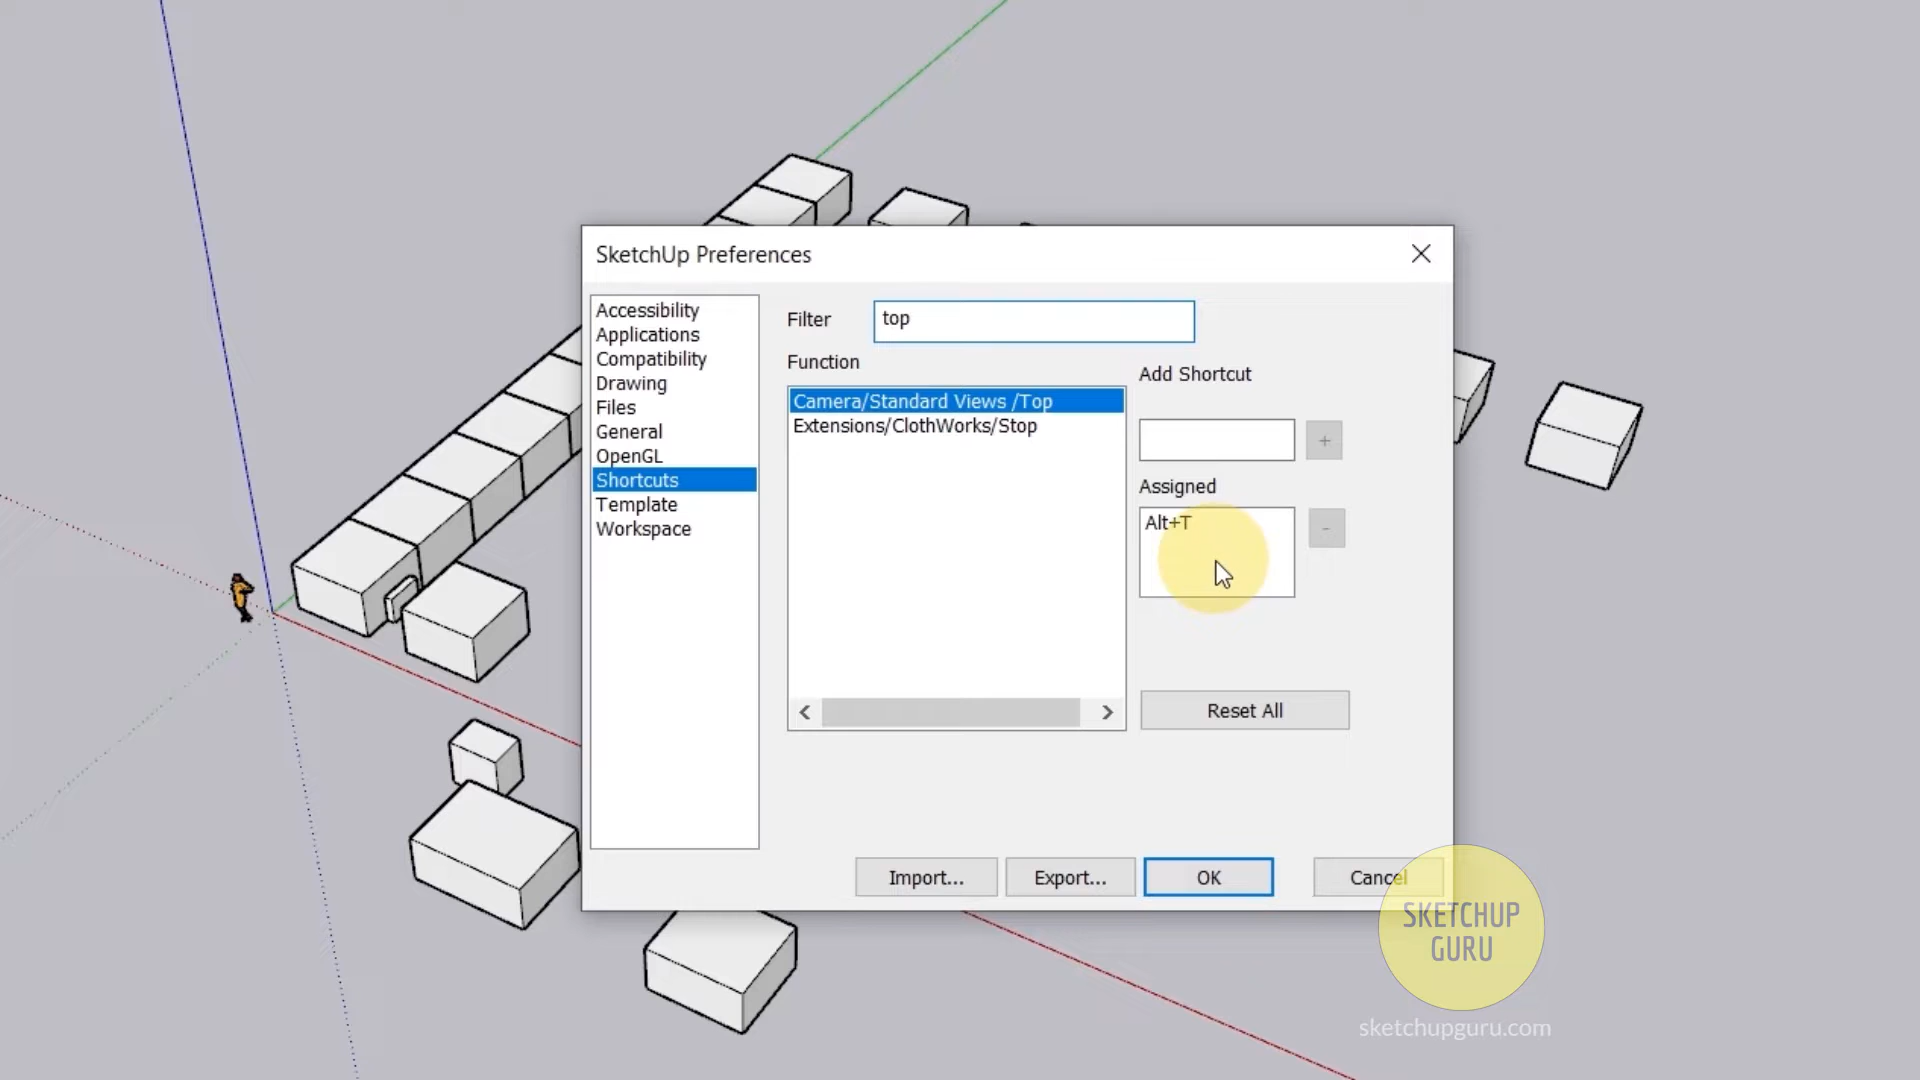 SketchUp Preferences
Accessibility
Applications
Compatibility
Drawing
Files
General
OpenGL
Shortcuts
Template
Workspace
Filter
top
Function
Camera/Standard Views /Top
Extensions/ClothWorks/Stop
Add Shortcut
+
Assigned
Alt+T
-
Reset All
Import...
Export...
OK
Cancel
SKETCHUP
GURU
sketchupguru.com